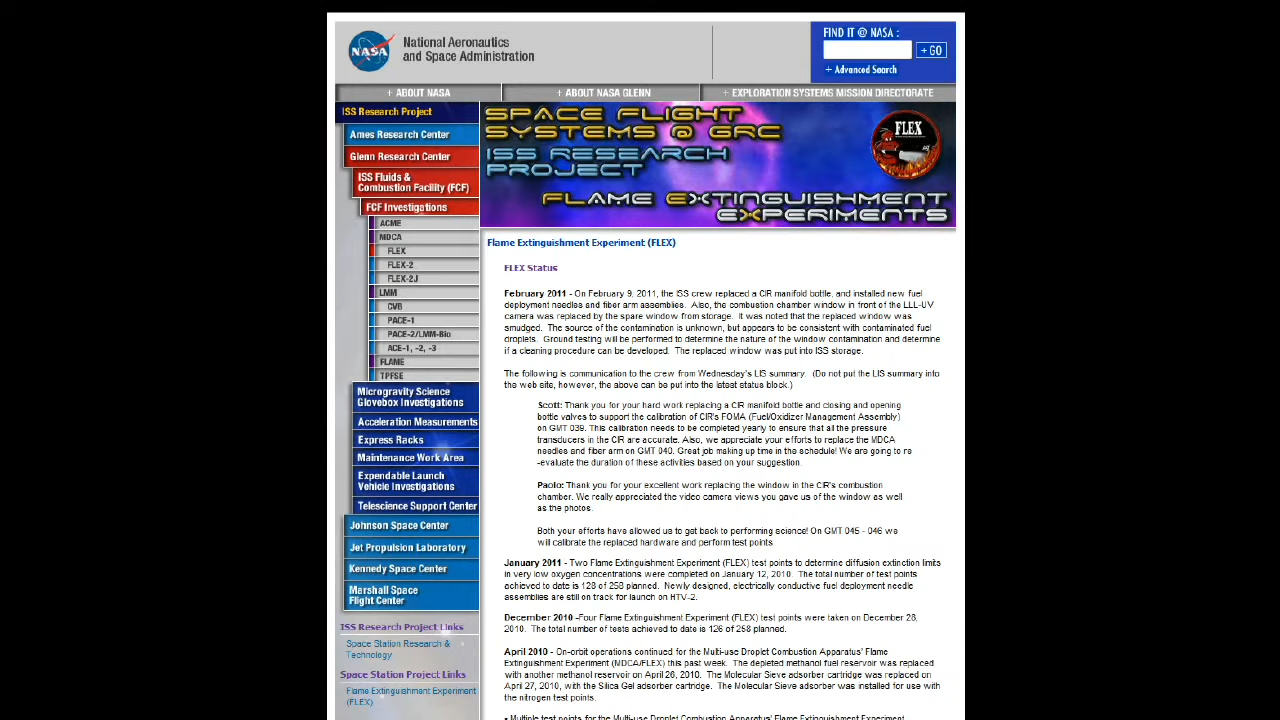 NASA
National Aeronautics
and Space Administration
FIND IT @ NASA :
+ GO
+ Advanced Search
+ ABOUT NASA
+ ABOUT NASA GLENN
+ EXPLORATION SYSTEMS MISSION DIRECTORATE
ISS Research Project
Ames Research Center
Glenn Research Center
ISS Fluids &
Combustion Facility (FCF)
FCF Investigations
ACME
MDCA
FLEX
FLEX-2
FLEX-2J
LMM
CVB
PACE-1
PACE-2/LMM-Bio
ACE-1, -2, -3
FLAME
TPFSE
Microgravity Science
Glovebox Investigations
Acceleration Measurements
Express Racks
Maintenance Work Area
Expendable Launch
Vehicle Investigations
Telescience Support Center
Johnson Space Center
Jet Propulsion Laboratory
Kennedy Space Center
Marshall Space
Flight Center
ISS Research Project Links
Space Station Research &
Technology
Space Station Project Links
Flame Extinguishment Experiment
(FLEX)
SPACE FLIGHT
SYSTEMS @ GRC
ISS RESEARCH
PROJECT
FLEX
FLAME EXTINGUISHMENT
EXPERIMENTS
Flame Extinguishment Experiment (FLEX)
FLEX Status
February 2011 - On February 9, 2011, the ISS crew replaced a CIR manifold bottle, and installed new fuel
deployment needles and fiber arm assemblies. Also, the combustion chamber window in front of the LLL-UV
camera was replaced by the spare window from storage. It was noted that the replaced window was
smudged. The source of the contamination is unknown, but appears to be consistent with contaminated fuel
droplets. Ground testing will be performed to determine the nature of the window contamination and determine
if a cleaning procedure can be developed. The replaced window was put into ISS storage.
The following is communication to the crew from Wednesday's LIS summary. (Do not put the LIS summary into
the web site, however, the above can be put into the latest status block.)
Scott: Thank you for your hard work replacing a CIR manifold bottle and closing and opening
bottle valves to support the calibration of CIR's FOMA (Fuel/Oxidizer Management Assembly)
on GMT 039. This calibration needs to be completed yearly to ensure that all the pressure
transducers in the CIR are accurate. Also, we appreciate your efforts to replace the MDCA
needles and fiber arm on GMT 040. Great job making up time in the schedule! We are going to re
-evaluate the duration of these activities based on your suggestion.
Paolo: Thank you for your excellent work replacing the window in the CIR's combustion
chamber. We really appreciated the video camera views you gave us of the window as well
as the photos.
Both your efforts have allowed us to get back to performing science! On GMT 045 - 046 we
will calibrate the replaced hardware and perform test points
January 2011 - Two Flame Extinguishment Experiment (FLEX) test points to determine diffusion extinction limits
in very low oxygen concentrations were completed on January 12, 2010. The total number of test points
achieved to date is 128 of 258 planned. Newly designed, electrically conductive fuel deployment needle
assemblies are still on track for launch on HTV-2.
December 2010 -Four Flame Extinguishment Experiment (FLEX) test points were taken on December 28,
2010. The total number of tests achieved to date is 126 of 258 planned.
April 2010 - On-orbit operations continued for the Multi-use Droplet Combustion Apparatus' Flame
Extinguishment Experiment (MDCA/FLEX) this past week. The depleted methanol fuel reservoir was replaced
with another methanol reservoir on April 26, 2010. The Molecular Sieve adsorber cartridge was replaced on
April 27, 2010, with the Silica Gel adsorber cartridge. The Molecular Sieve adsorber was installed for use with
the nitrogen test points.
• Multiple test points for the Multi-use Droplet Combustion Apparatus' Flame Extinguishment Experiment